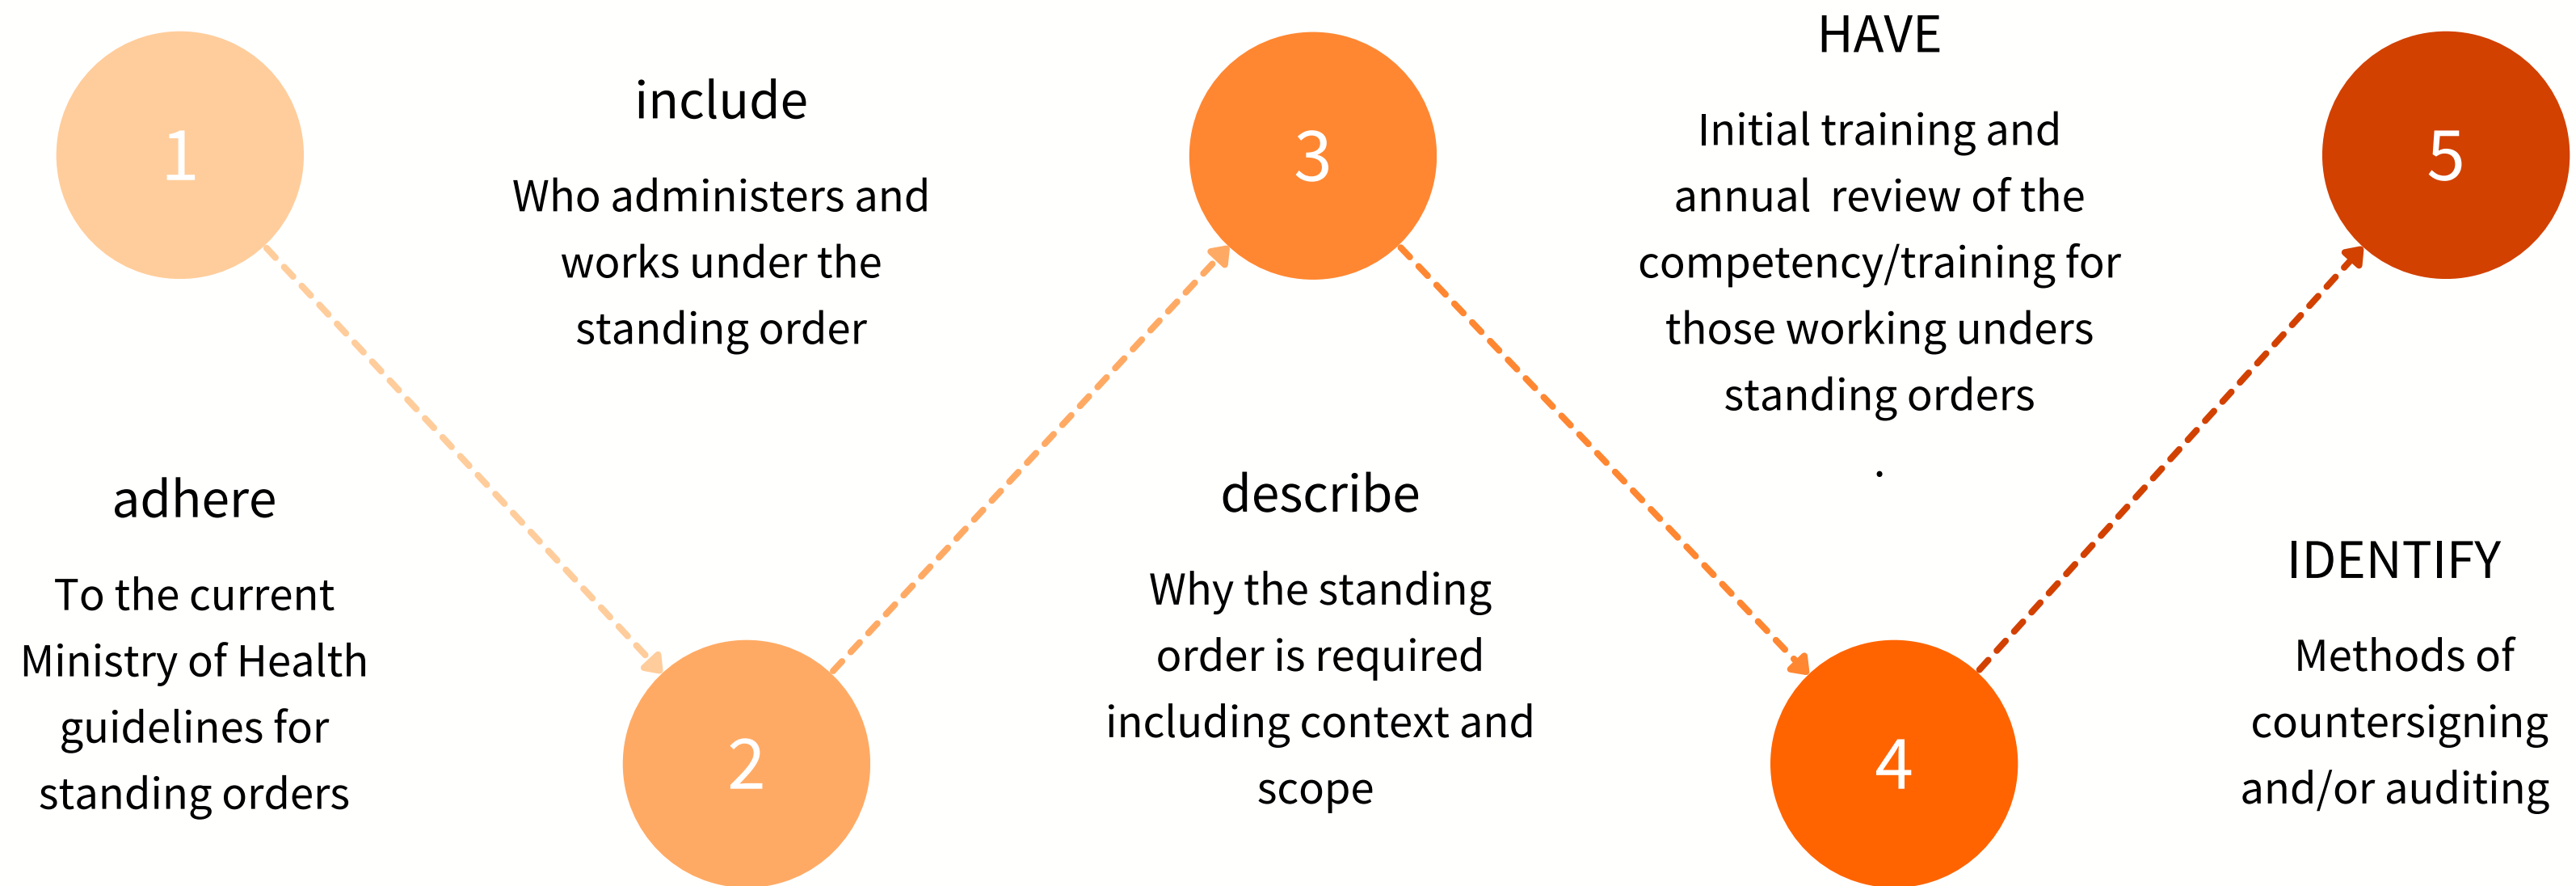 1
adhere
To the current
Ministry of Health
guidelines for
standing orders
2
include
Who administers and
works under the
standing order
3
describe
Why the standing
order is required
including context and
scope
4
HAVE
Initial training and
annual  review of the
competency/training for
those working unders
standing orders
.
5
IDENTIFY
Methods of
countersigning
and/or auditing